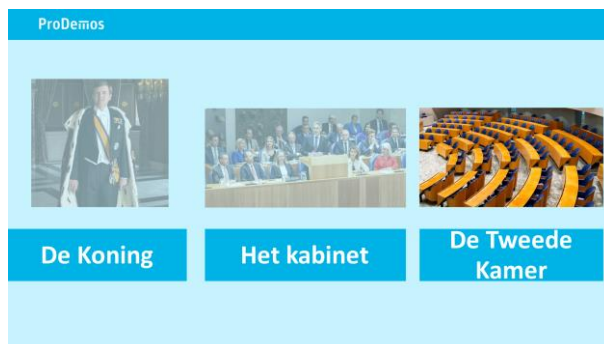 ProDemos
De Koning
Het kabinet
De Tweede
Kamer